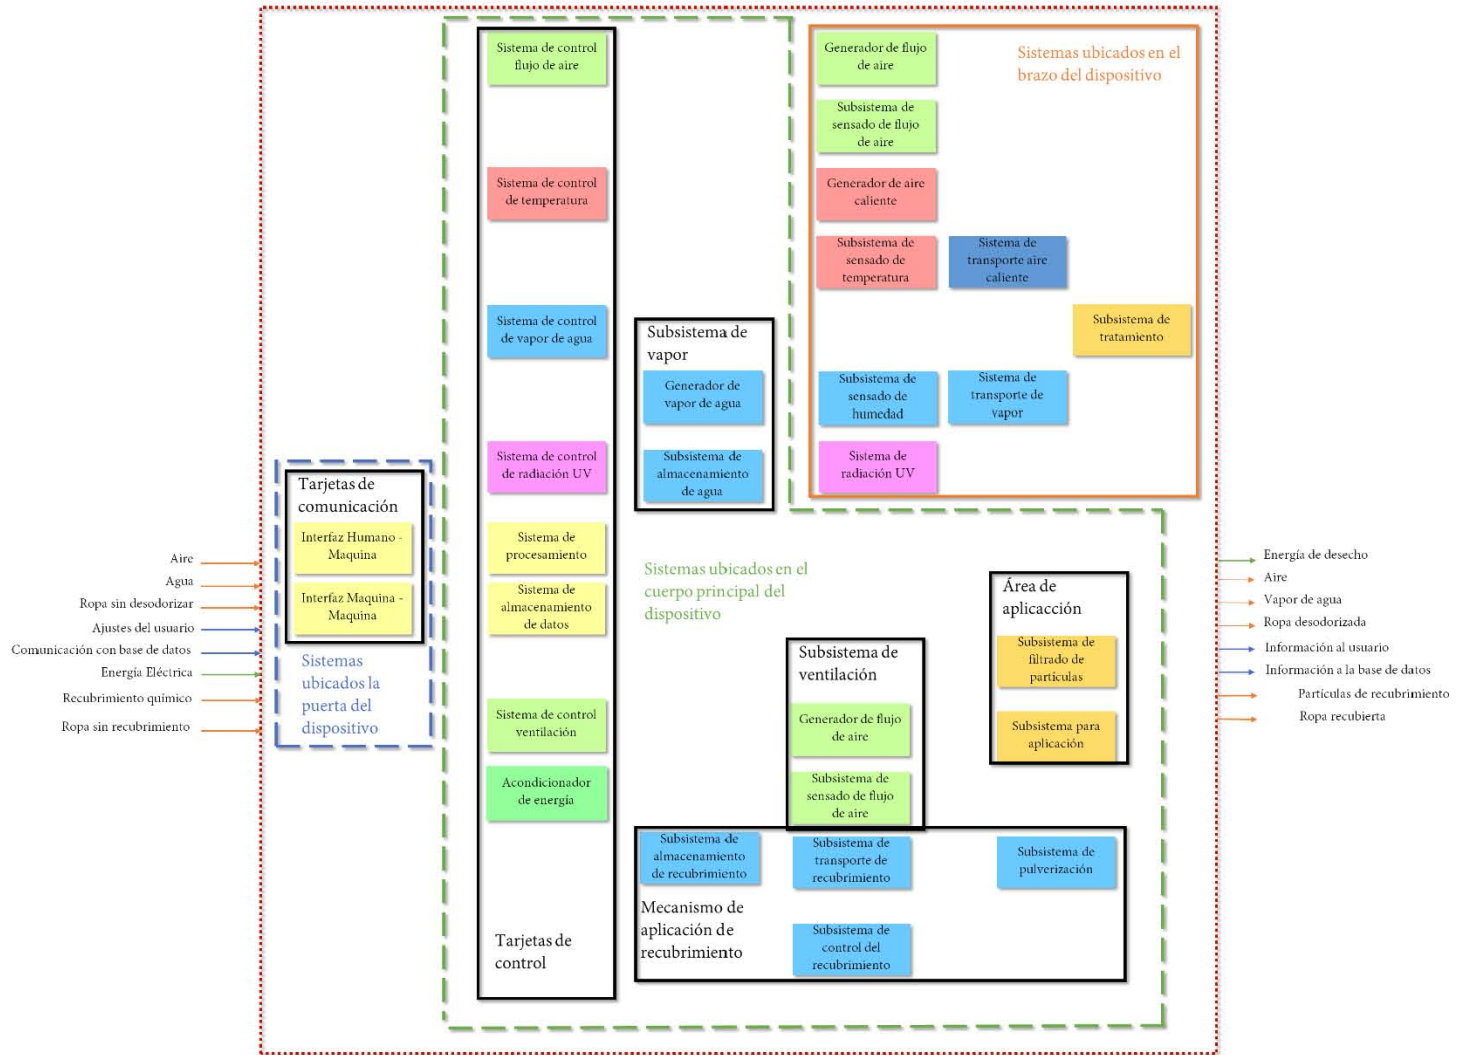 Aire
Agua
Ropa sin desodorizar
Ajustes del usuario
Comunicación con base de datos
Energía Eléctrica
Recubrimiento químico
Ropa sin recubrimiento
Tarjetas de
comunicación
Interfaz Humano -
Maquina
Interfaz Maquina -
Maquina
Sistemas
ubicados la
puerta del
dispositivo
Sistema de control
flujo de aire
Sistema de control
de temperatura
Sistema de control
de vapor de agua
Sistema de control
de radiación UV
Sistema de
procesamiento
Sistema de
almacenamiento
de datos
Sistema de control
ventilación
Acondicionador
de energía
Tarjetas de
control
Subsistema de
vapor
Generador de
vapor de agua
Subsistema de
almacenamiento
de agua
Sistemas ubicados en el
cuerpo principal del
dispositivo
Generador de flujo
de aire
Subsistema de
sensado de flujo
de aire
Generador de aire
caliente
Subsistema de
sensado de
temperatura
Sistema de
transporte aire
caliente
Subsistema de
tratamiento
Subsistema de
sensado de
humedad
Sistema de
transporte de
vapor
Sistema de
radiación UV
Sistemas ubicados en el
brazo del dispositivo
Subsistema de
ventilación
Generador de flujo
de aire
Subsistema de
sensado de flujo
de aire
Área de
aplicacción
Subsistema de
filtrado de
partículas
Subsistema para
aplicación
Subsistema de
almacenamiento
de recubrimiento
Subsistema de
transporte de
recubrimiento
Subsistema de
pulverización
Mecanismo de
aplicación de
recubrimiento
Subsistema de
control del
recubrimiento
Energía de desecho
Aire
Vapor de agua
Ropa desodorizada
Información al usuario
Información a la base de datos
Partículas de recubrimiento
Ropa recubierta